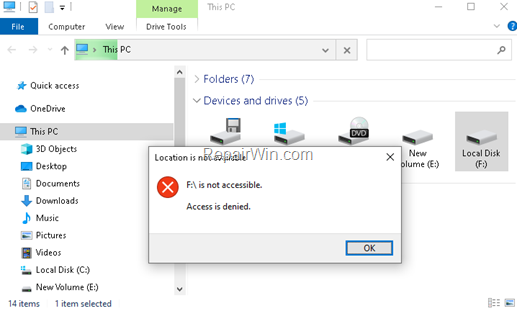 Manage
This PC
File
Computer
View
Drive Tools
This PC
Quick access
OneDrive
This PC
3D Objects
Desktop
Documents
Downloads
Music
Pictures
Videos
Local Disk (C:)
New Volume (E:)
Folders (7)
Devices and drives (5)
DVD
New
Volume (E:)
Local Disk
(F:)
Location is not available
RepairWin.com
F:\ is not accessible.
Access is denied.
OK
14 items
1 item selected